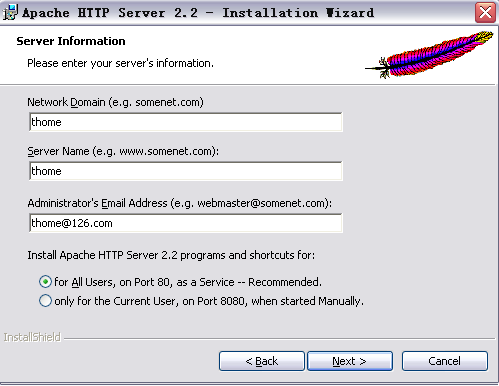 Apache HTTP Server 2.2 - Installation Wizard
Server Information
Please enter your server's information.
Network Domain (e.g. somenet.com)
thome
Server Name (e.g. www.somenet.com):
thome
Administrator's Email Address (e.g. webmaster@somenet.com):
thome@126.com
Install Apache HTTP Server 2.2 programs and shortcuts for:
for All Users, on Port 80, as a Service -- Recommended.
only for the Current User, on Port 8080, when started Manually.
InstallShield
< Back Next > Cancel